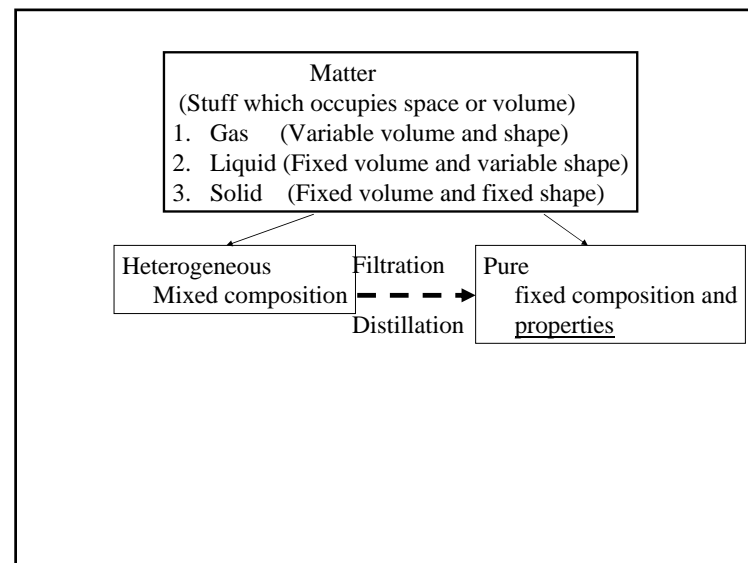 Matter
(Stuff which occupies space or volume)
1. Gas (Variable volume and shape)
2. Liquid (Fixed volume and variable shape)
3. Solid (Fixed volume and fixed shape)
Heterogeneous
Mixed composition
Filtration
Distillation
Pure
fixed composition and
properties